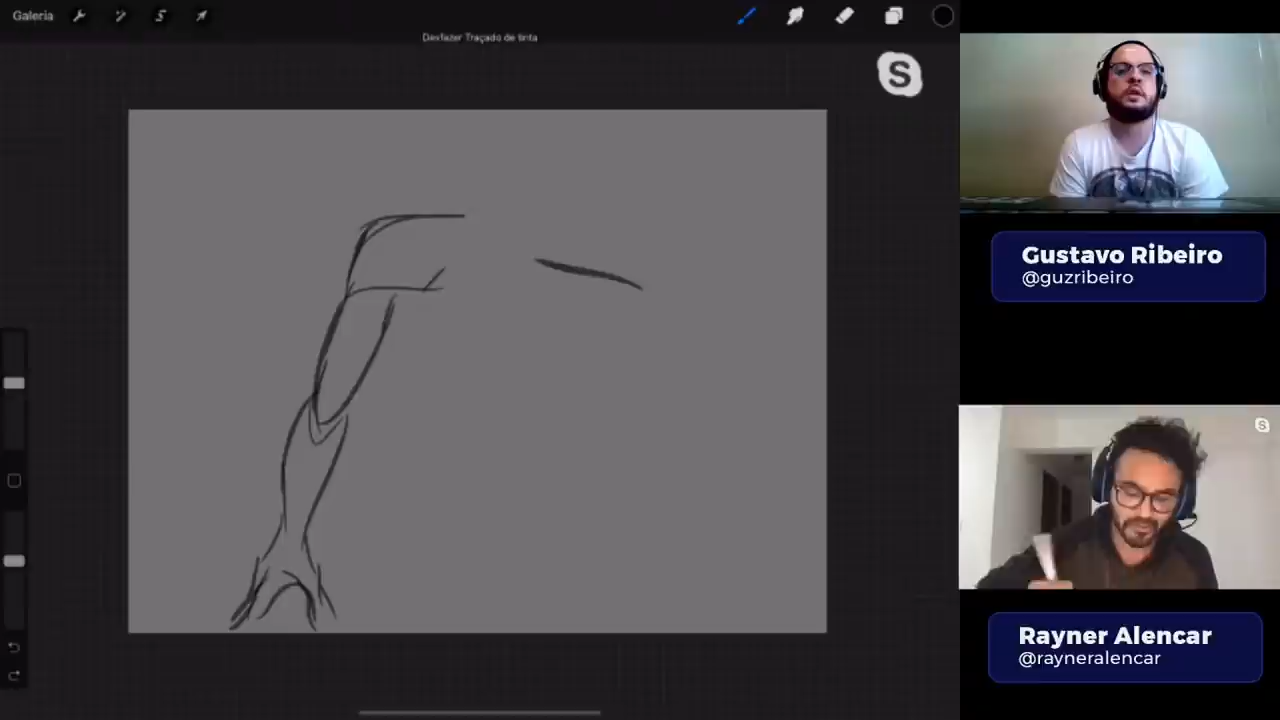 Galeria
Desfazer Traçado de tinta
S
S
Gustavo Ribeiro
@guzribeiro
Rayner Alencar
@rayneralencar